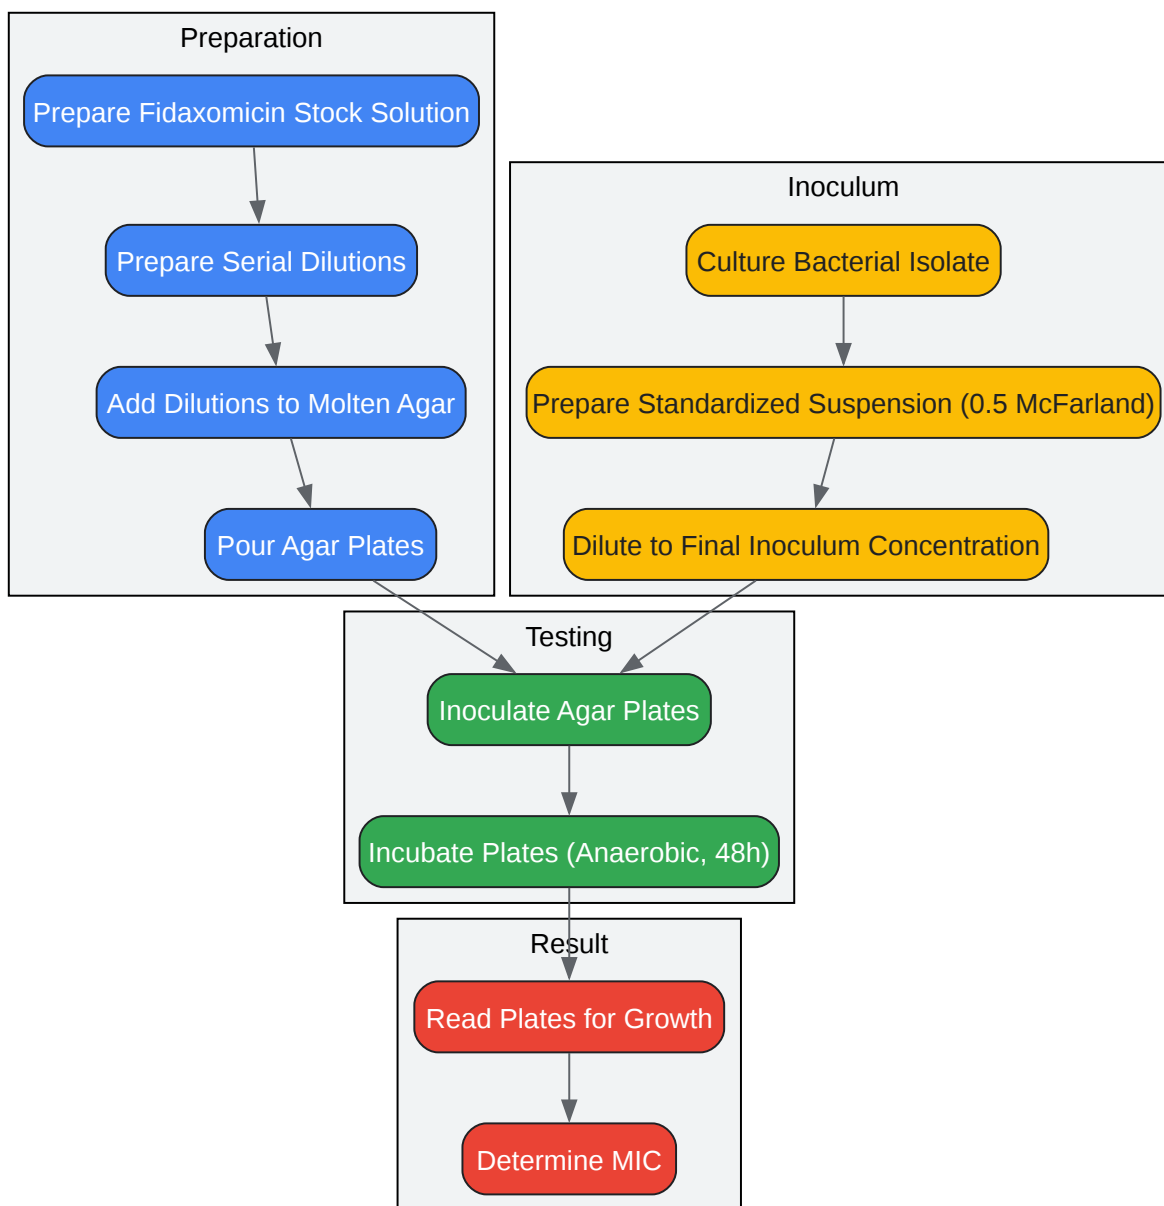 Preparation
Prepare Fidaxomicin Stock Solution
Prepare Serial Dilutions
Add Dilutions to Molten Agar
Pour Agar Plates
Inoculum
Culture Bacterial Isolate
Prepare Standardized Suspension (0.5 McFarland)
Dilute to Final Inoculum Concentration
Testing
Inoculate Agar Plates
Incubate Plates (Anaerobic, 48h)
Result
Read Plates for Growth
Determine MIC